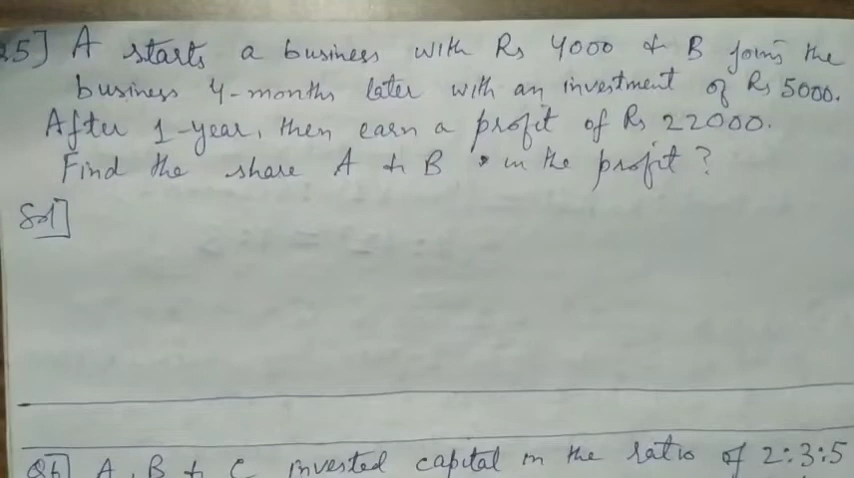 25] A starts a business with Rs 4000 & B joins the
business 4-months later with an investment of Rs 5000.
After 1-year, then earn a profit of Rs 22000.
Find the share A & B in the profit?
Sol]
Q6] A, B & C invested capital in the ratio of 2:3:5